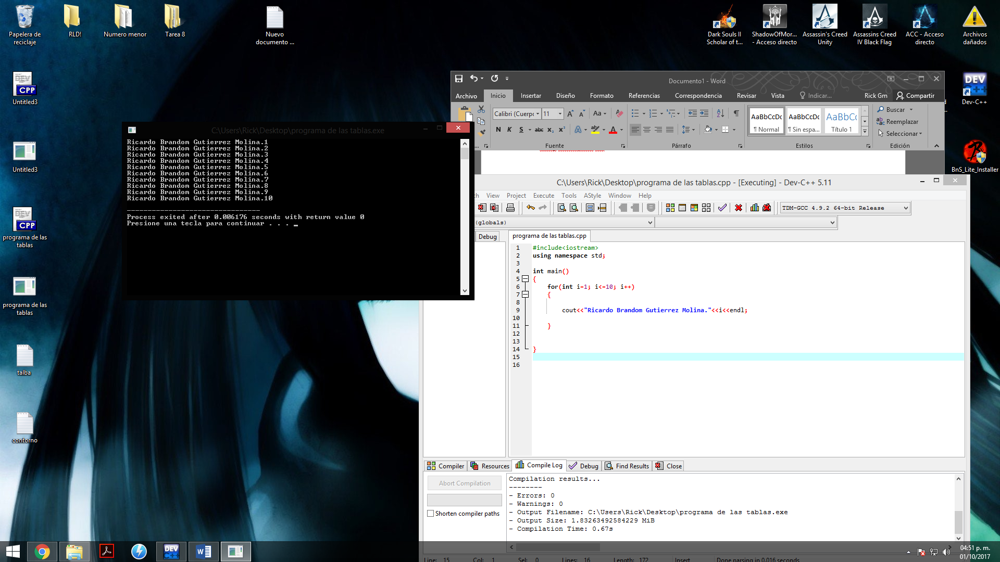 Papelera de reciclaje
RLD!
Numero menor
Tarea 8
Nuevo documento ...
Dark Souls II Scholar of t...
ShadowOfMor... - Acceso directo
Assassin's Creed Unity
Assassins Creed IV Black Flag
ACC - Acceso directo
Archivos dañados
Untitled3
Untitled3
programa de las tablas
programa de las tablas
talba
contorno
Dev-C++
BnS_Lite_Installer
Documento1 - Word
Archivo Inicio Insertar Diseño Formato Referencias Correspondencia Revisar Vista Indicar... Rick Gm Compartir
Calibri (Cuerpo 11 Aa
N K S abc x₂ x²
AaBbCcDc AaBbCcDc AaBbCc
¶ Normal ¶ Sin espa... Título 1
Buscar
Reemplazar
Seleccionar
Fuente Párrafo Estilos Edición
C:\Users\Rick\Desktop\programa de las tablas.exe
Ricardo Brandom Gutierrez Molina.1
Ricardo Brandom Gutierrez Molina.2
Ricardo Brandom Gutierrez Molina.3
Ricardo Brandom Gutierrez Molina.4
Ricardo Brandom Gutierrez Molina.5
Ricardo Brandom Gutierrez Molina.6
Ricardo Brandom Gutierrez Molina.7
Ricardo Brandom Gutierrez Molina.8
Ricardo Brandom Gutierrez Molina.9
Ricardo Brandom Gutierrez Molina.10
--------------------------------
Process exited after 0.006176 seconds with return value 0
Presione una tecla para continuar . . .
C:\Users\Rick\Desktop\programa de las tablas.cpp - [Executing] - Dev-C++ 5.11
View Project Execute Tools AStyle Window Help
TDM-GCC 4.9.2 64-bit Release
(globals)
Debug
programa de las tablas.cpp
1 #include<iostream>
2 using namespace std;
3
4 int main()
5 {
6 for(int i=1; i<=10; i++)
7 {
8
9 cout<<"Ricardo Brandom Gutierrez Molina."<<i<<endl;
10
11 }
12
13
14 }
15
16
Compiler Resources Compile Log Debug Find Results Close
Abort Compilation
Shorten compiler paths
Compilation results...
--------
- Errors: 0
- Warnings: 0
- Output Filename: C:\Users\Rick\Desktop\programa de las tablas.exe
- Output Size: 1.83263492584229 MiB
- Compilation Time: 0.67s
Line: 15 Col: 1 Sel: 0 Lines: 16 Length: 172 Insert Done parsing in 0.016 seconds
04:51 p. m.
01/10/2017